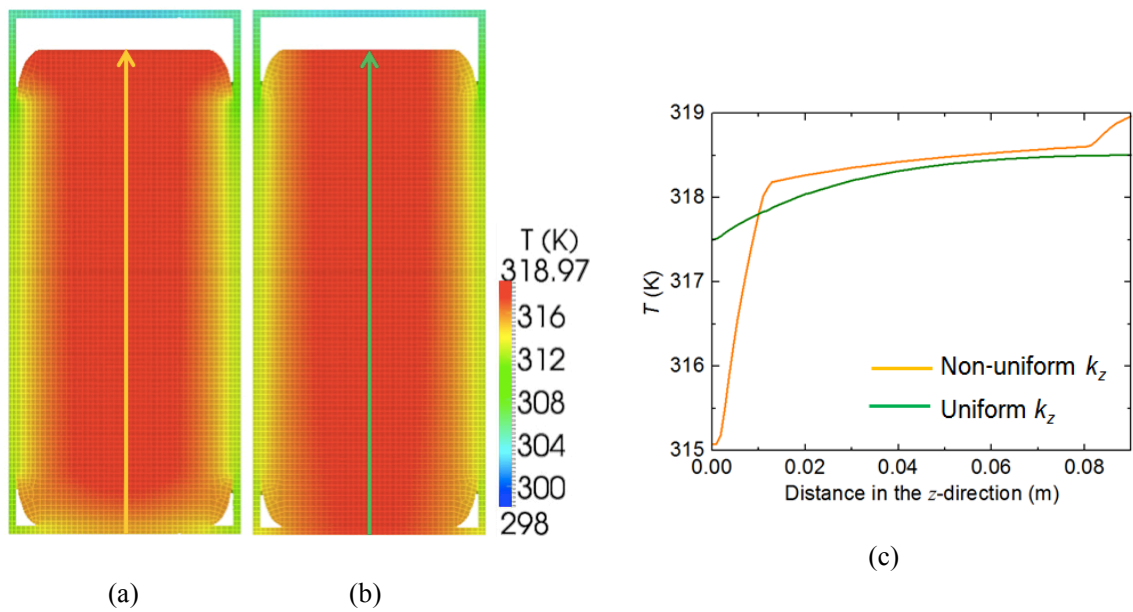 T (K)
318.97
316
312
308
304
300
298
319
318
317
316
315
T (K)
0.00 0.02 0.04 0.06 0.08
Distance in the z-direction (m)
Non-uniform kz
Uniform kz
(a)
(b)
(c)